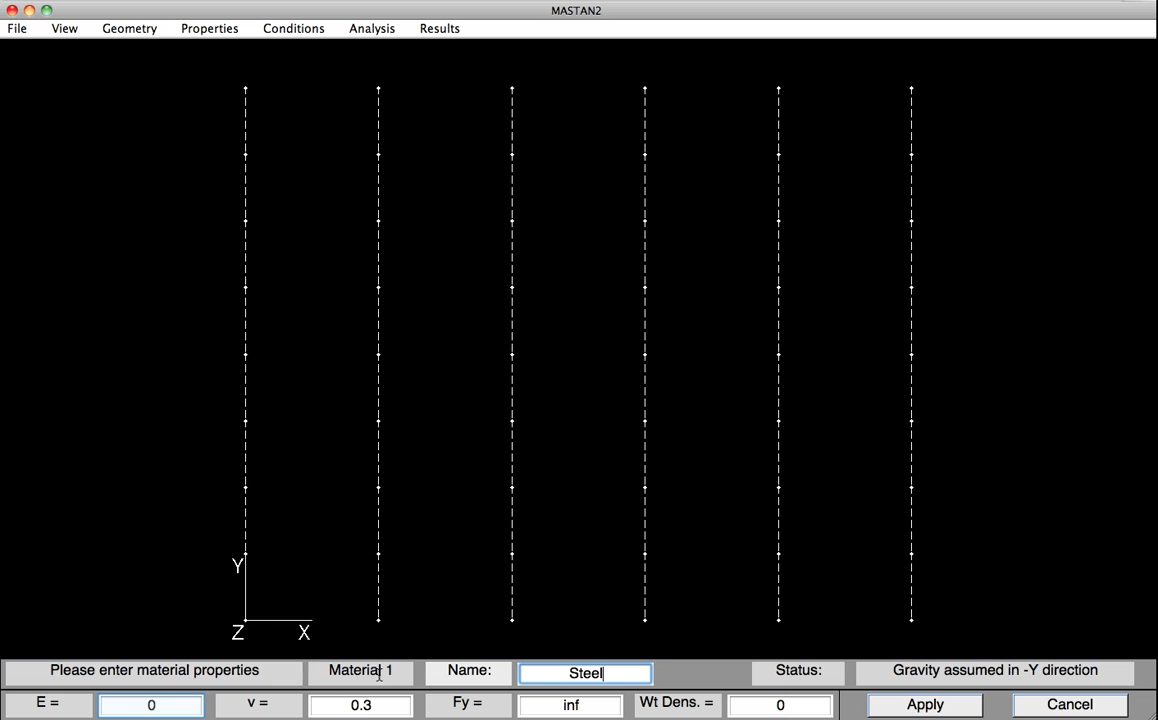 MASTAN2
File View Geometry Properties Conditions Analysis Results
Y
Z X
Please enter material properties Material 1 Name: Steel Status: Gravity assumed in -Y direction
E = 0 v = 0.3 Fy = inf Wt Dens. = 0 Apply Cancel